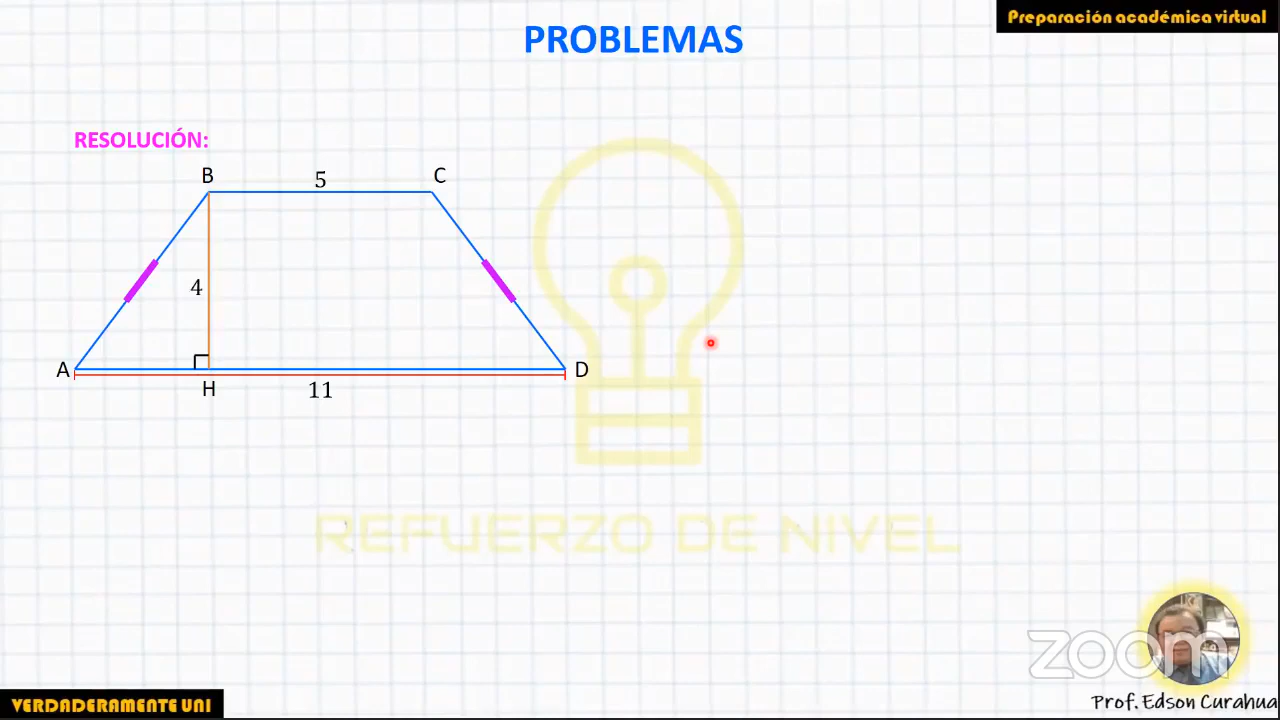 Preparación académica virtual
PROBLEMAS
RESOLUCIÓN:
B
5
C
4
A
D
H
11
REFUERZO DE NIVEL
zoom
Prof. Edson Curahua
VERDADERAMENTE UNI